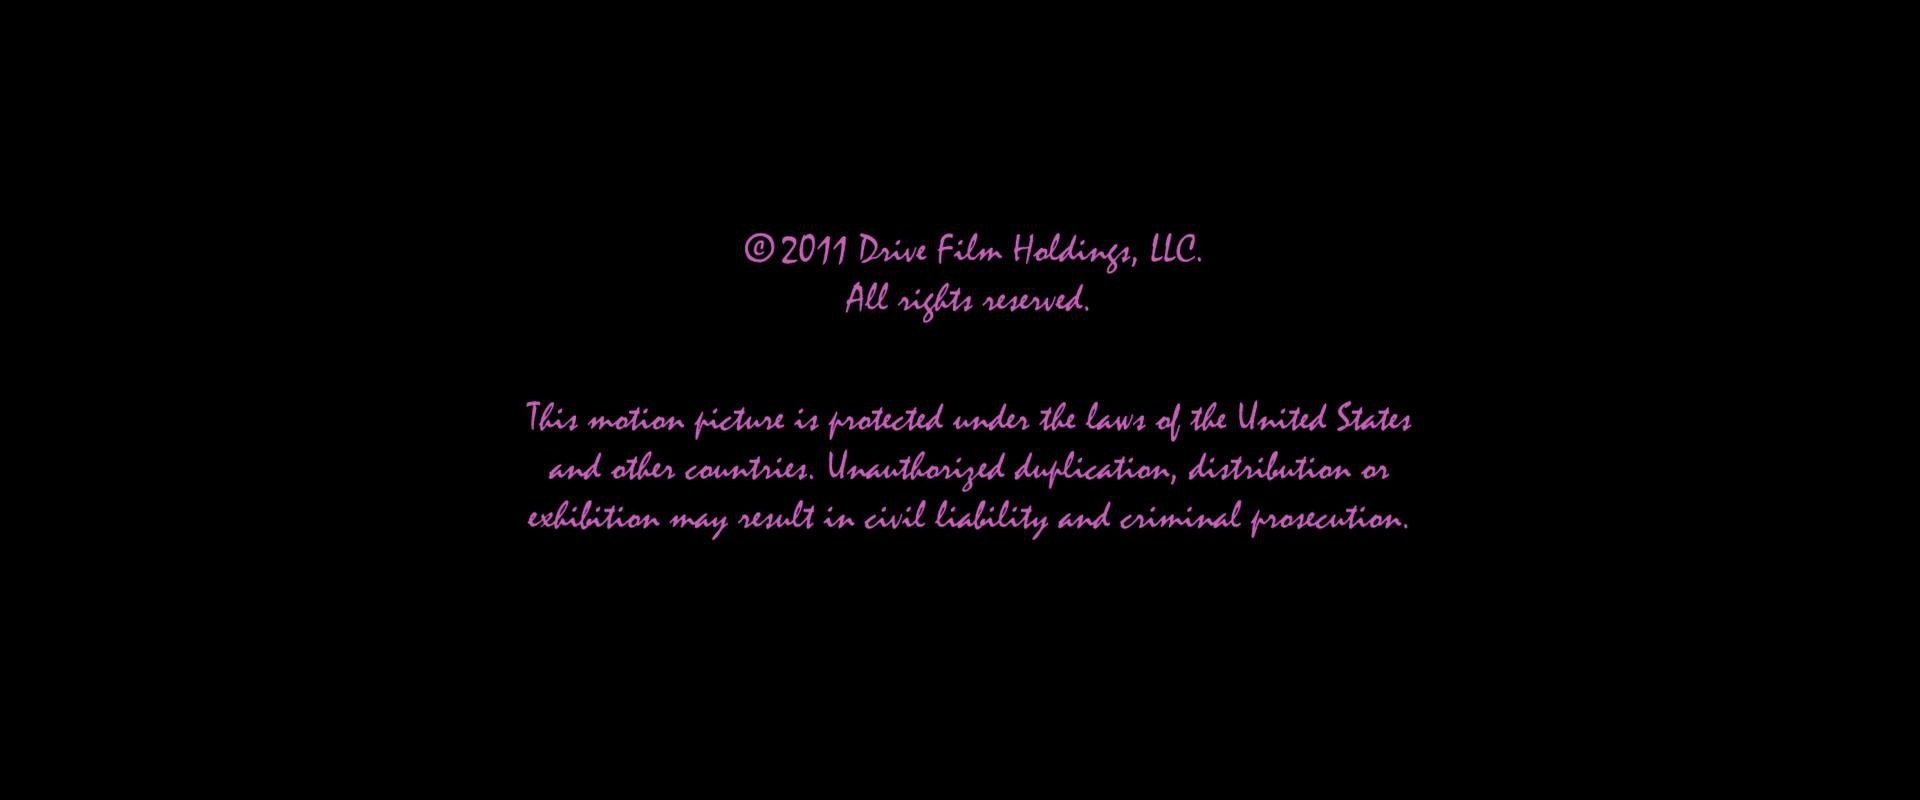 © 2011 Drive Film Holdings, LLC.
All rights reserved.
This motion picture is protected under the laws of the United States
and other countries. Unauthorized duplication, distribution or
exhibition may result in civil liability and criminal prosecution.